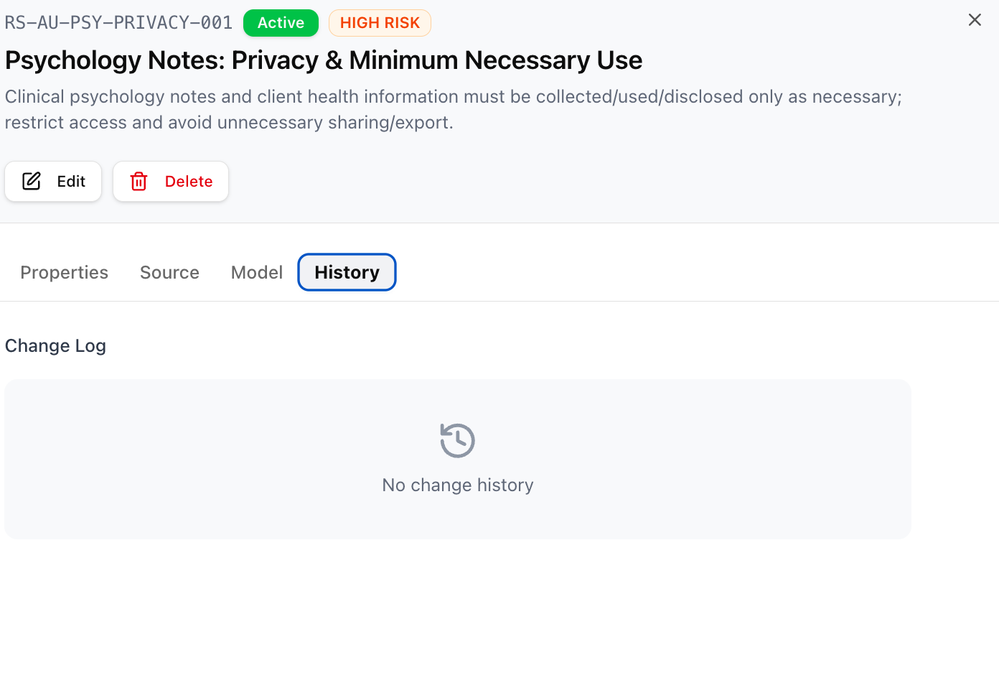 RS-AU-PSY-PRIVACY-001 Active HIGH RISK
Psychology Notes: Privacy & Minimum Necessary Use
Clinical psychology notes and client health information must be collected/used/disclosed only as necessary;
restrict access and avoid unnecessary sharing/export.
Edit Delete
Properties Source Model History
Change Log
No change history